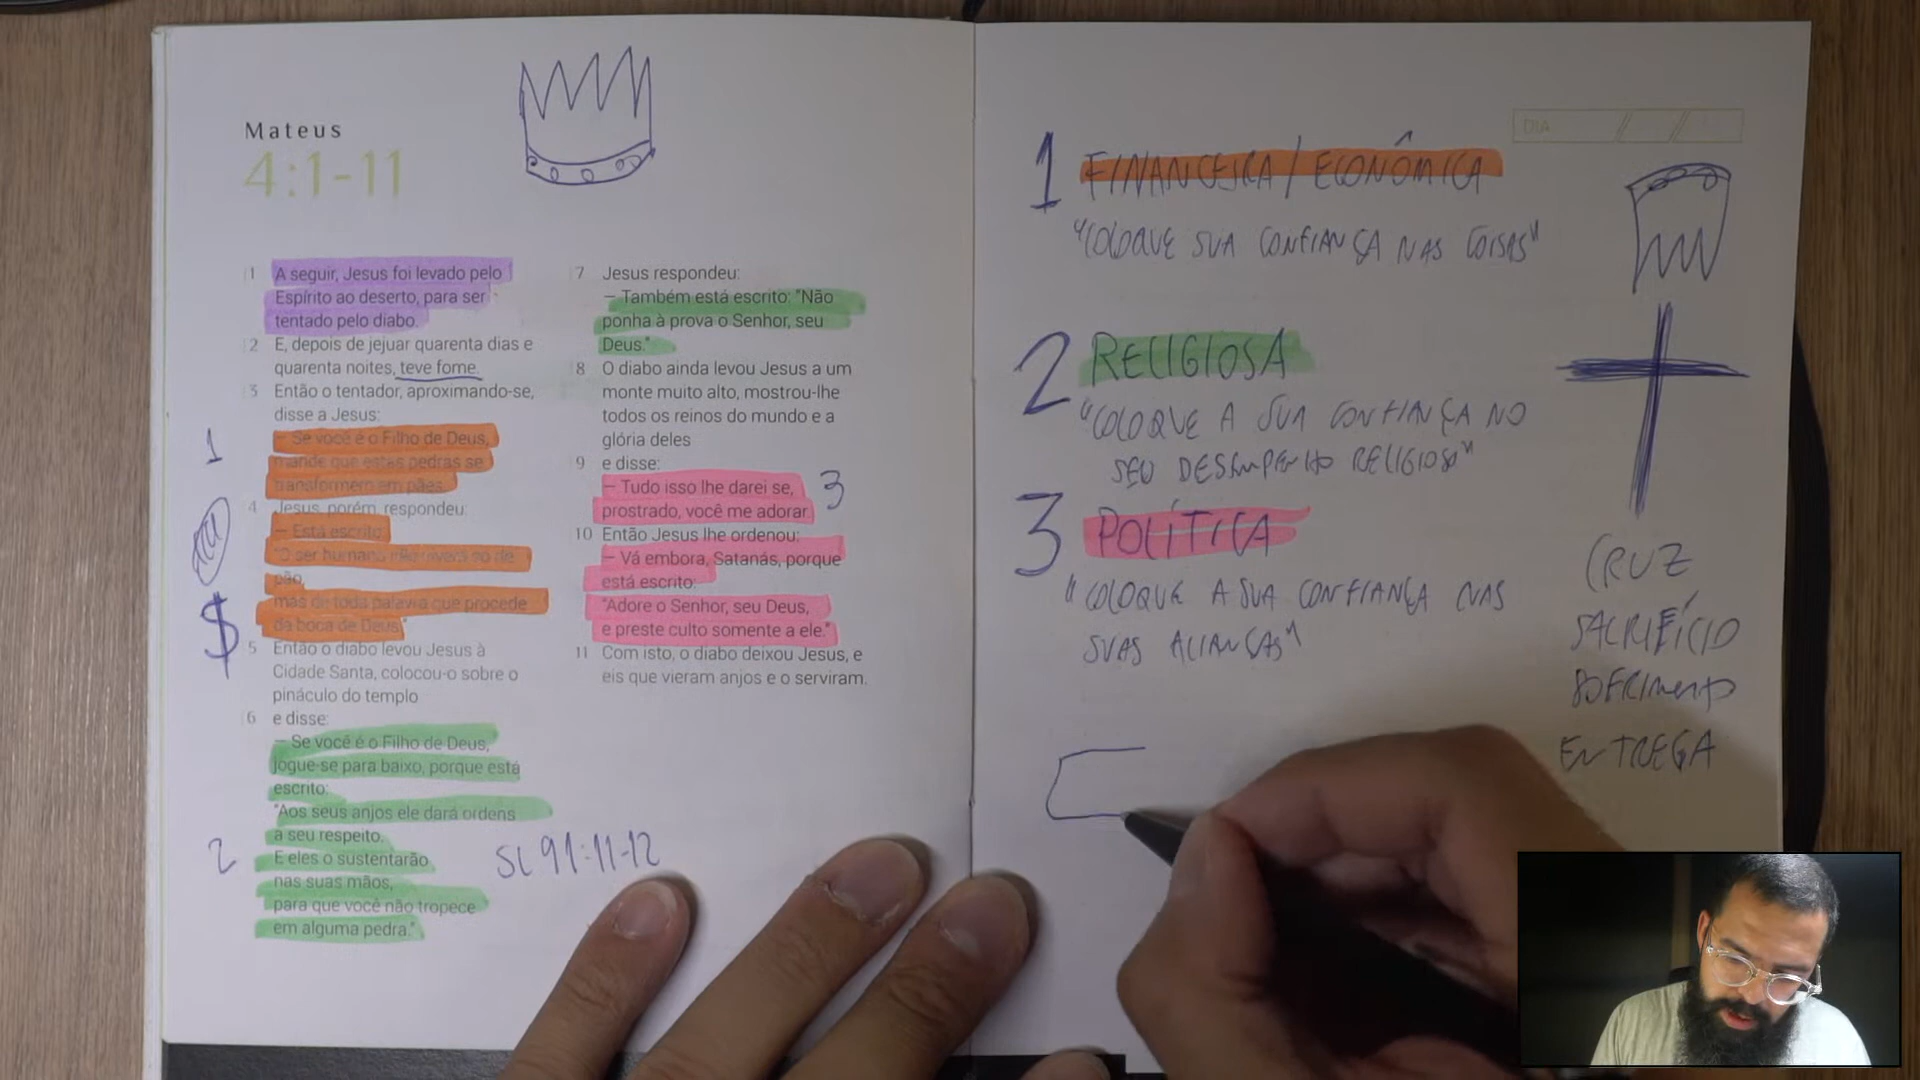 Mateus
4:1-11
1 A seguir, Jesus foi levado pelo
Espírito ao deserto, para ser
tentado pelo diabo.
2 E, depois de jejuar quarenta dias e
quarenta noites, teve fome.
3 Então o tentador, aproximando-se,
disse a Jesus:
1
— Se você é o Filho de Deus,
mande que estas pedras se
transformem em pães.
4 Jesus, porém, respondeu:
— Está escrito:
"O ser humano não viverá só de
pão,
mas de toda palavra que procede
da boca de Deus."
$
5 Então o diabo levou Jesus à
Cidade Santa, colocou-o sobre o
pináculo do templo
6 e disse:
— Se você é o Filho de Deus,
jogue-se para baixo, porque está
escrito:
"Aos seus anjos ele dará ordens
a seu respeito.
2
E eles o sustentarão
nas suas mãos,
para que você não tropece
em alguma pedra."
SL 91:11-12
7 Jesus respondeu:
— Também está escrito: "Não
ponha à prova o Senhor, seu
Deus."
8 O diabo ainda levou Jesus a um
monte muito alto, mostrou-lhe
todos os reinos do mundo e a
glória deles
9 e disse:
— Tudo isso lhe darei se,
prostrado, você me adorar.
3
10 Então Jesus lhe ordenou:
— Vá embora, Satanás, porque
está escrito:
"Adore o Senhor, seu Deus,
e preste culto somente a ele."
11 Com isto, o diabo deixou Jesus, e
eis que vieram anjos e o serviram.
DIA / /
1 FINANCEIRA / ECONÔMICA
"COLOQUE SUA CONFIANÇA NAS COISAS"
2 RELIGIOSA
"COLOQUE A SUA CONFIANÇA NO
SEU DESEMPENHO RELIGIOSO"
3 POLÍTICA
"COLOQUE A SUA CONFIANÇA NAS
SUAS ALIANÇAS"
CRUZ
SACRIFÍCIO
SOFRIMENTO
ENTREGA